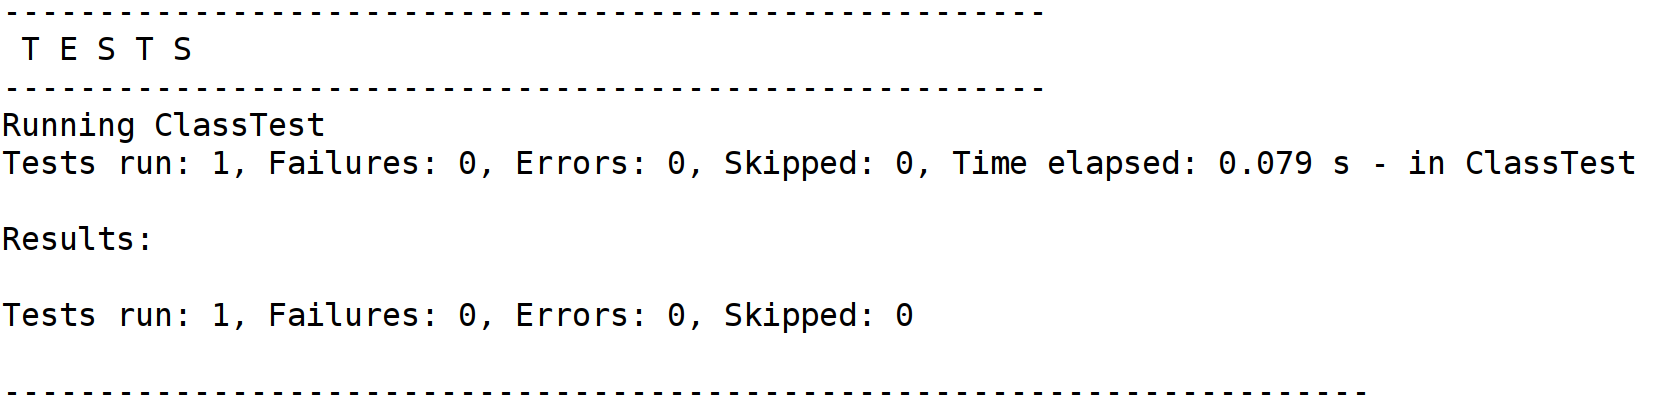 -------------------------------------------------------
 T E S T S
-------------------------------------------------------
Running ClassTest
Tests run: 1, Failures: 0, Errors: 0, Skipped: 0, Time elapsed: 0.079 s - in ClassTest

Results:

Tests run: 1, Failures: 0, Errors: 0, Skipped: 0

------------------------------------------------------------------------